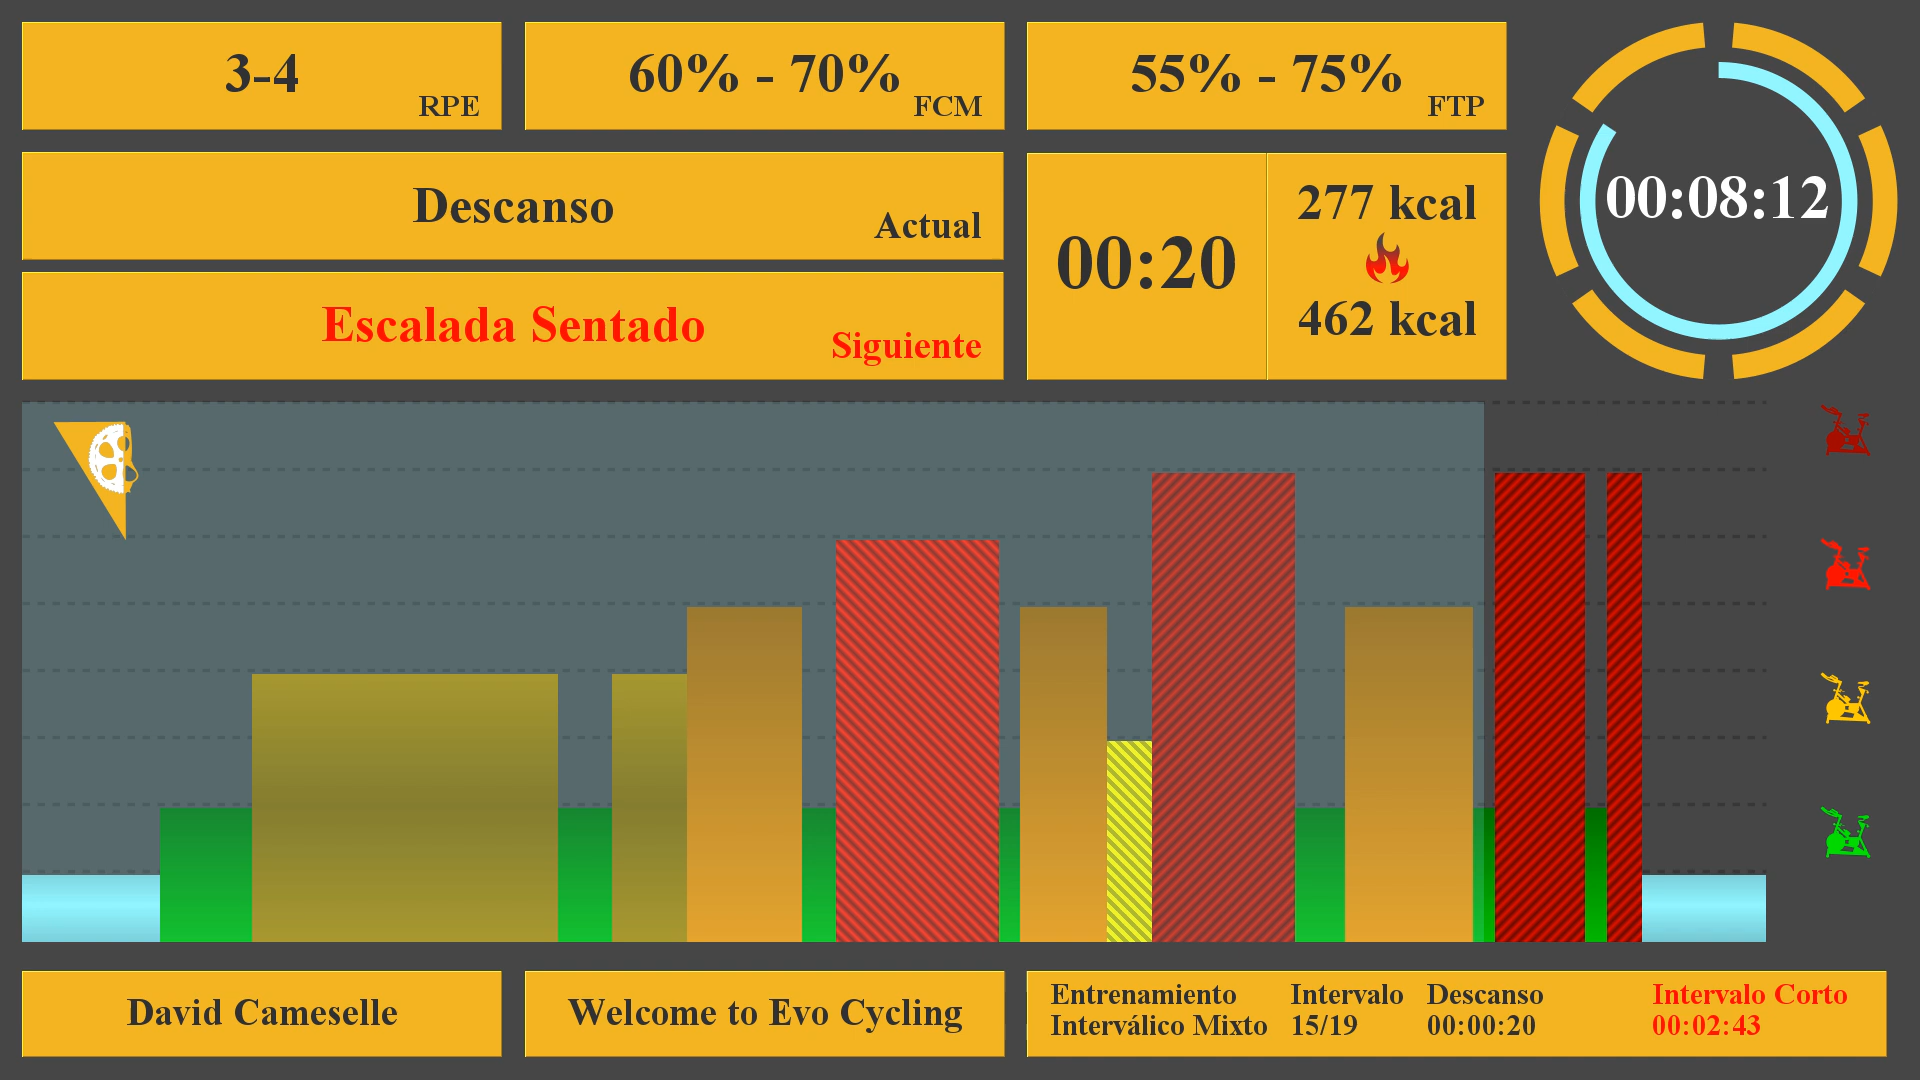 3-4
RPE
60% - 70%
FCM
55% - 75%
FTP
00:08:12
Descanso
Actual
Escalada Sentado
Siguiente
00:20
277 kcal
462 kcal
David Cameselle
Welcome to Evo Cycling
Entrenamiento
Interválico Mixto
Intervalo
15/19
Descanso
00:00:20
Intervalo Corto
00:02:43